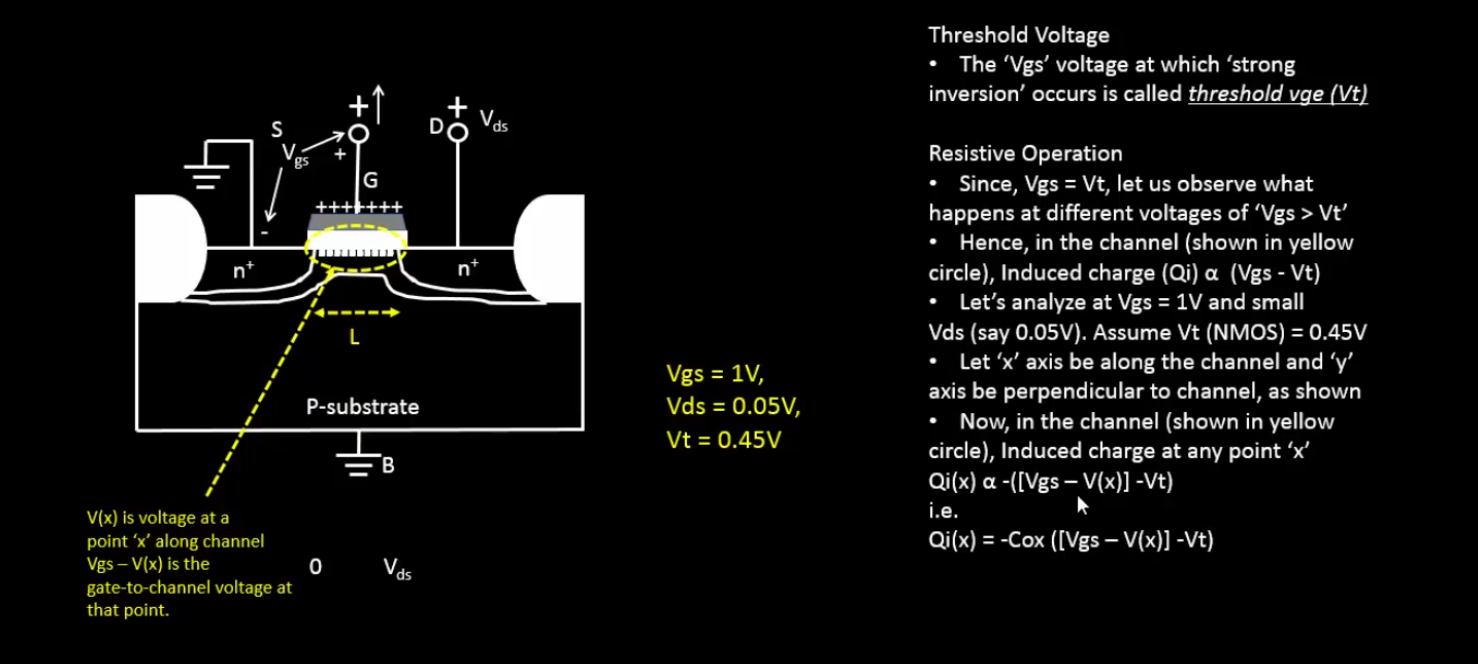 S
Vgs
+
+
-
G
+++++++
+
D
Vds
n+
n+
L
P-substrate
B
V(x) is voltage at a
point ‘x’ along channel
Vgs – V(x) is the
gate-to-channel voltage at
that point.
0
Vds
Vgs = 1V,
Vds = 0.05V,
Vt = 0.45V
Threshold Voltage
• The ‘Vgs’ voltage at which ‘strong
inversion’ occurs is called threshold vge (Vt)
Resistive Operation
• Since, Vgs = Vt, let us observe what
happens at different voltages of ‘Vgs > Vt’
• Hence, in the channel (shown in yellow
circle), Induced charge (Qi) α (Vgs - Vt)
• Let’s analyze at Vgs = 1V and small
Vds (say 0.05V). Assume Vt (NMOS) = 0.45V
• Let ‘x’ axis be along the channel and ‘y’
axis be perpendicular to channel, as shown
• Now, in the channel (shown in yellow
circle), Induced charge at any point ‘x’
Qi(x) α -([Vgs – V(x)] -Vt)
i.e.
Qi(x) = -Cox ([Vgs – V(x)] -Vt)